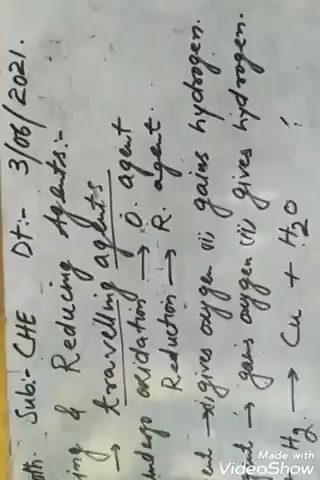 Sub:- CHE Dt:- 3/06/2021.
& Reducing Agents:-
→ travelling agents
oxidation → O. agent
Reduction → R. agent.
gives oxygen (ii) gains hydrogen.
gains oxygen (ii) gives hydrogen.
H₂ → Cu + H₂O
Made with
VideoShow